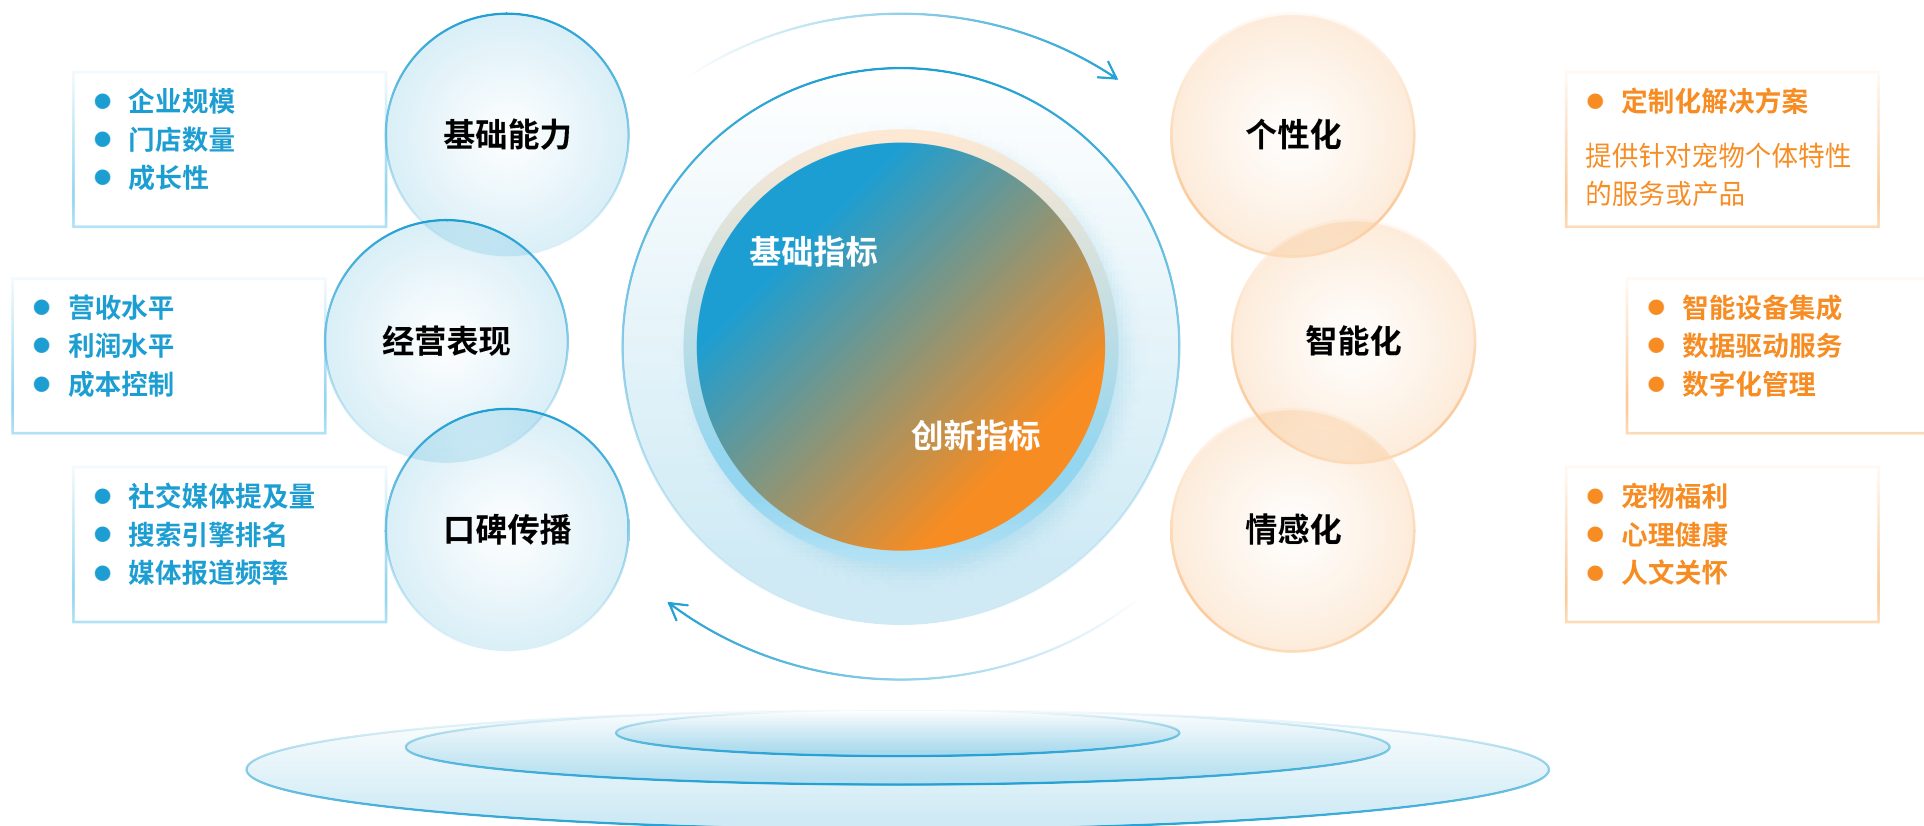 基础能力
企业规模
门店数量
成长性
经营表现
营收水平
利润水平
成本控制
口碑传播
社交媒体提及量
搜索引擎排名
媒体报道频率
基础指标
创新指标
个性化
定制化解决方案
提供针对宠物个体特性
的服务或产品
智能化
智能设备集成
数据驱动服务
数字化管理
情感化
宠物福利
心理健康
人文关怀